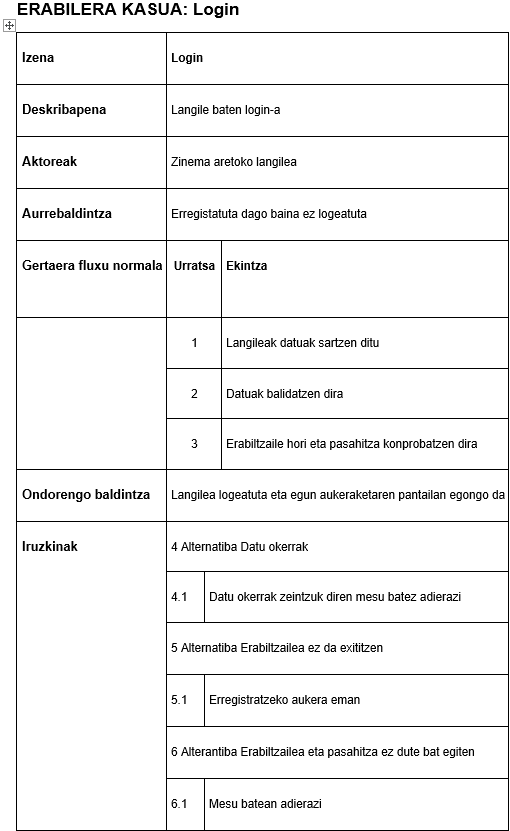 ERABILERA KASUA: Login
Izena Login
Deskribapena Langile baten login-a
Aktoreak Zinema aretoko langilea
Aurrebaldintza Erregistatuta dago baina ez logeatuta
Gertaera fluxu normala Urratsa Ekintza
1 Langileak datuak sartzen ditu
2 Datuak balidatzen dira
3 Erabiltzaile hori eta pasahitza konprobatzen dira
Ondorengo baldintza Langilea logeatuta eta egun aukeraketaren pantailan egongo da
Iruzkinak 4 Alternatiba Datu okerrak
4.1 Datu okerrak zeintzuk diren mesu batez adierazi
5 Alternatiba Erabiltzailea ez da exititzen
5.1 Erregistratzeko aukera eman
6 Alterantiba Erabiltzailea eta pasahitza ez dute bat egiten
6.1 Mesu batean adierazi